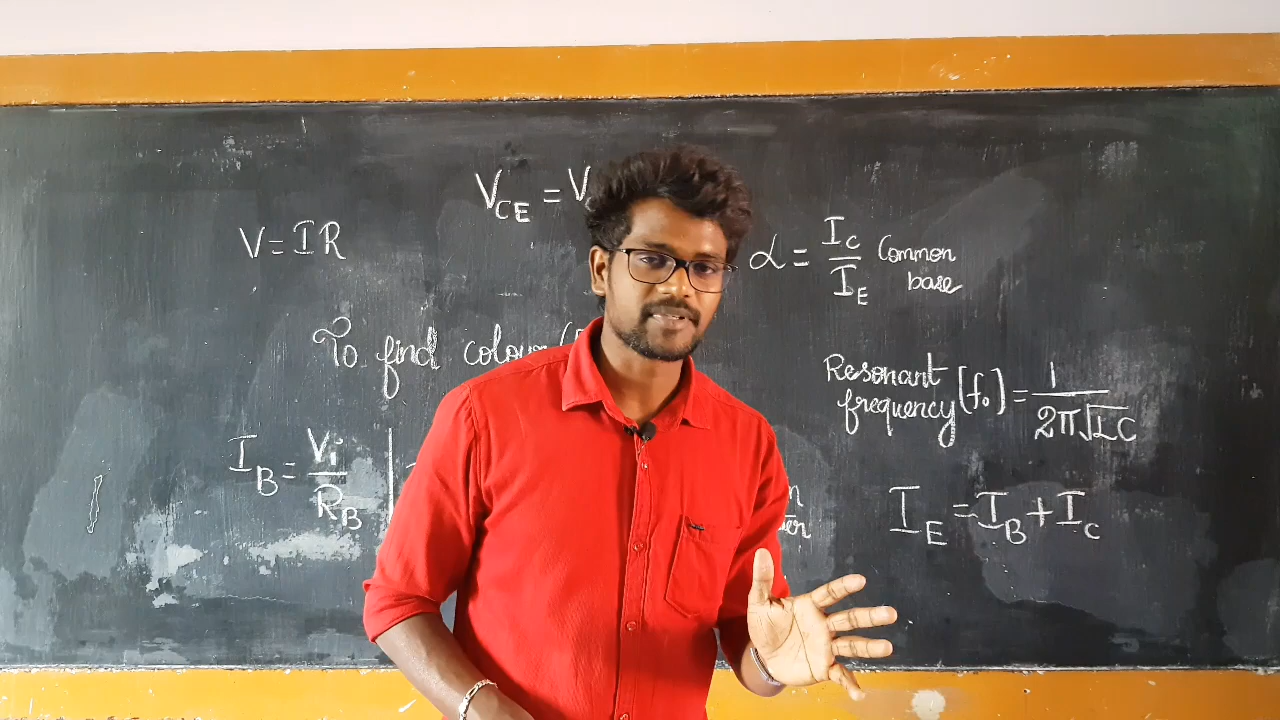 V_CE = V
V = IR
α = I_C / I_E Common
base
To find colou
Resonant
frequency (f₀) = 1 / 2π√LC
I_B = V_i / R_B
I_E = I_B + I_C